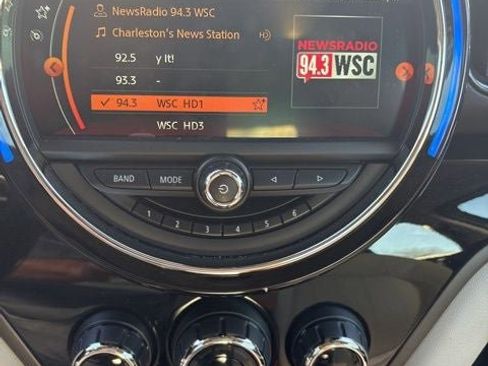 NewsRadio 94.3 WSC
Charleston's News Station
HD
92.5 y It!
93.3 -
94.3 WSC HD1
WSC HD3
NEWSRADIO
94.3 WSC
BAND MODE
1 2 3 4 5 6